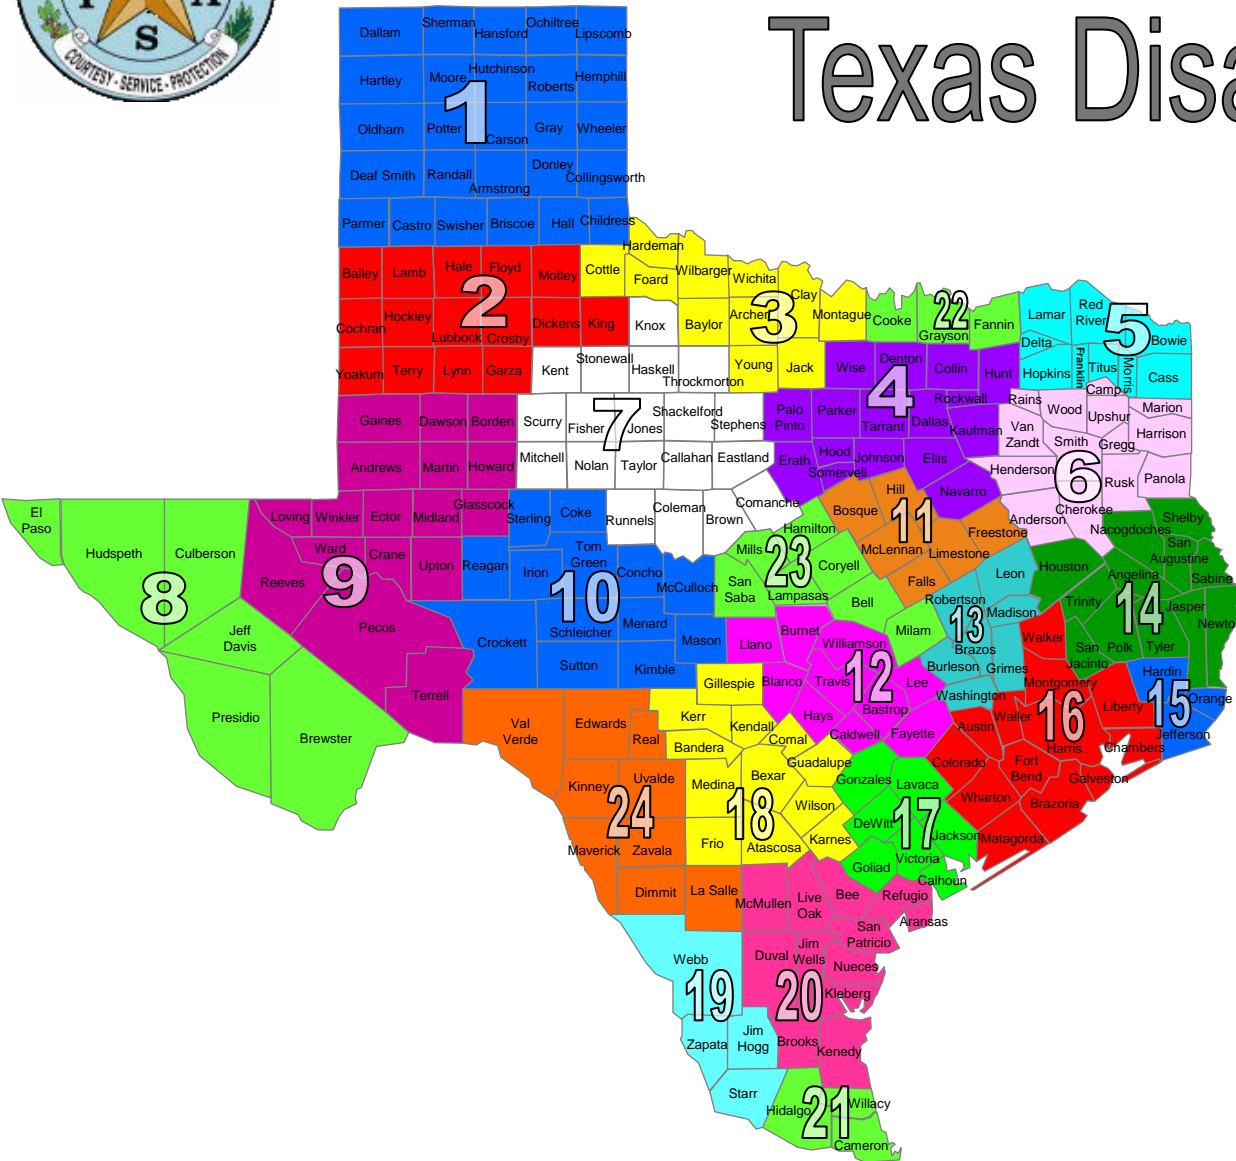 P S A
S
COURTESY - SERVICE - PROTECTION
Texas Disa
Dallam Sherman Hansford Ochiltree Lipscomb
Hartley Moore Hutchinson Roberts Hemphill
1
Oldham Potter Carson Gray Wheeler
Deaf Smith Randall Armstrong Donley Collingsworth
Parmer Castro Swisher Briscoe Hall Childress
Hardeman
Bailey Lamb Hale Floyd Motley Cottle Foard Wilbarger Wichita Clay
2
3
22
5
Cochran Hockley Lubbock Crosby Dickens King Knox Baylor Archer Montague Cooke Grayson Fannin Lamar Red
River
Delta Bowie
Yoakum Terry Lynn Garza Kent Stonewall Haskell Throckmorton Young Jack Wise Denton Collin Hunt Hopkins Franklin Titus Morris Cass
4
Camp
Gaines Dawson Borden Scurry Fisher Jones Shackelford Stephens Palo
Pinto Parker Tarrant Dallas Rockwall Kaufman Rains Van
Zandt Wood Upshur Marion
7
Smith Gregg Harrison
Andrews Martin Howard Mitchell Nolan Taylor Callahan Eastland Erath Hood Somervell Johnson Ellis Navarro Henderson Rusk Panola
6
El
Paso Hudspeth Culberson Loving Winkler Ector Midland Glasscock Sterling Coke Runnels Coleman Brown Comanche Hamilton Bosque Hill Freestone Anderson Cherokee Nacogdoches Shelby
11
8
Reeves Ward Crane Upton Reagan Irion Tom
Green Concho McCulloch Mills San
Saba Lampasas Coryell McLennan Limestone Falls Leon Houston Angelina San
Augustine Sabine
9
10
23
14
Jeff
Davis Pecos Crockett Schleicher Menard Mason Llano Burnet Bell Milam Williamson Robertson Madison Brazos Trinity Walker San
Jacinto Polk Tyler Jasper Newto
13
Terrell Sutton Kimble Gillespie Blanco Travis Lee Burleson Grimes Washington Montgomery Liberty Hardin Orange
12
16
15
Presidio Brewster Val
Verde Edwards Real Kerr Kendall Bandera Comal Hays Bastrop Caldwell Fayette Austin Waller Harris Chambers Jefferson
Kinney Uvalde Medina Bexar Guadalupe Gonzales Lavaca Colorado Fort
Bend Galveston
24
18
17
Wilson Wharton Brazoria
Maverick Zavala Frio Atascosa Karnes DeWitt Victoria Jackson Matagorda
Dimmit La Salle McMullen Live
Oak Bee Goliad Refugio Calhoun
Aransas
San
Patricio
Webb Duval Jim
Wells Nueces
19
20
Kleberg
Zapata Jim
Hogg Brooks Kenedy
Starr Hidalgo 21 Willacy
Cameron